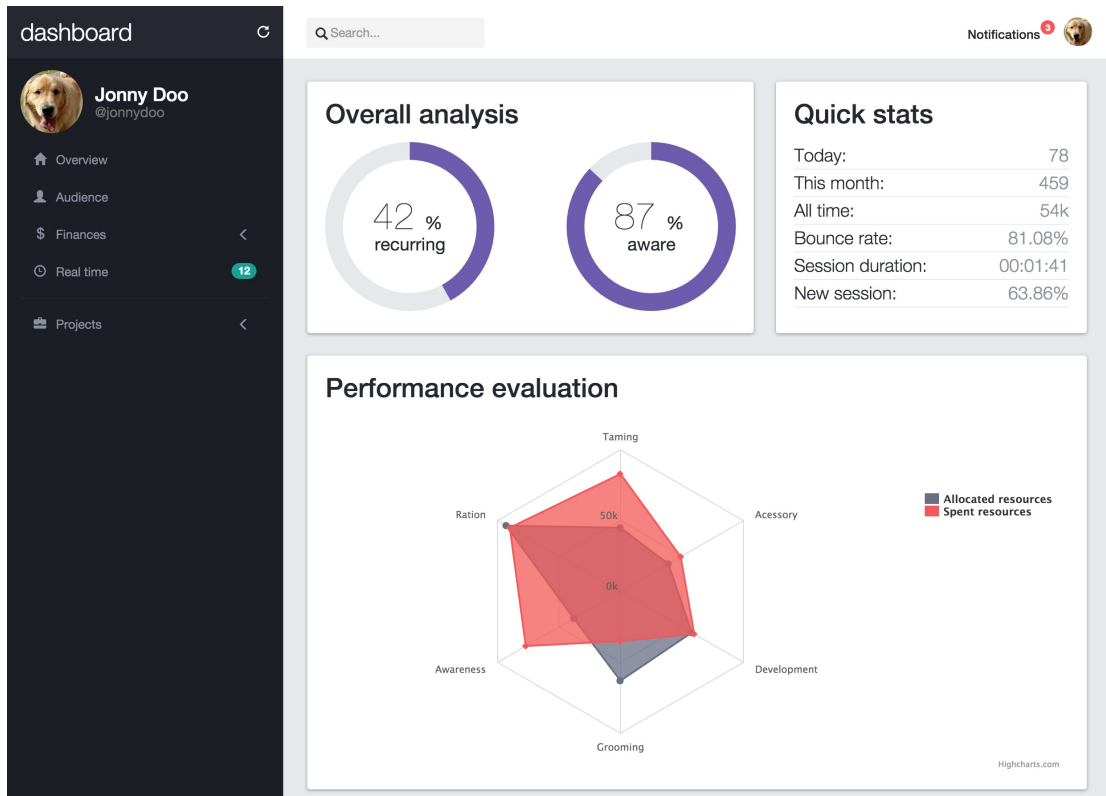 dashboard
Search...
Notifications 3
Jonny Doo
@jonnydoo
Overview
Audience
Finances
Real time 12
Projects
Overall analysis
42 %
recurring
87 %
aware
Quick stats
Today: 78
This month: 459
All time: 54k
Bounce rate: 81.08%
Session duration: 00:01:41
New session: 63.86%
Performance evaluation
Taming
Ration
Acessory
50k
0k
Awareness
Development
Grooming
Allocated resources
Spent resources
Highcharts.com